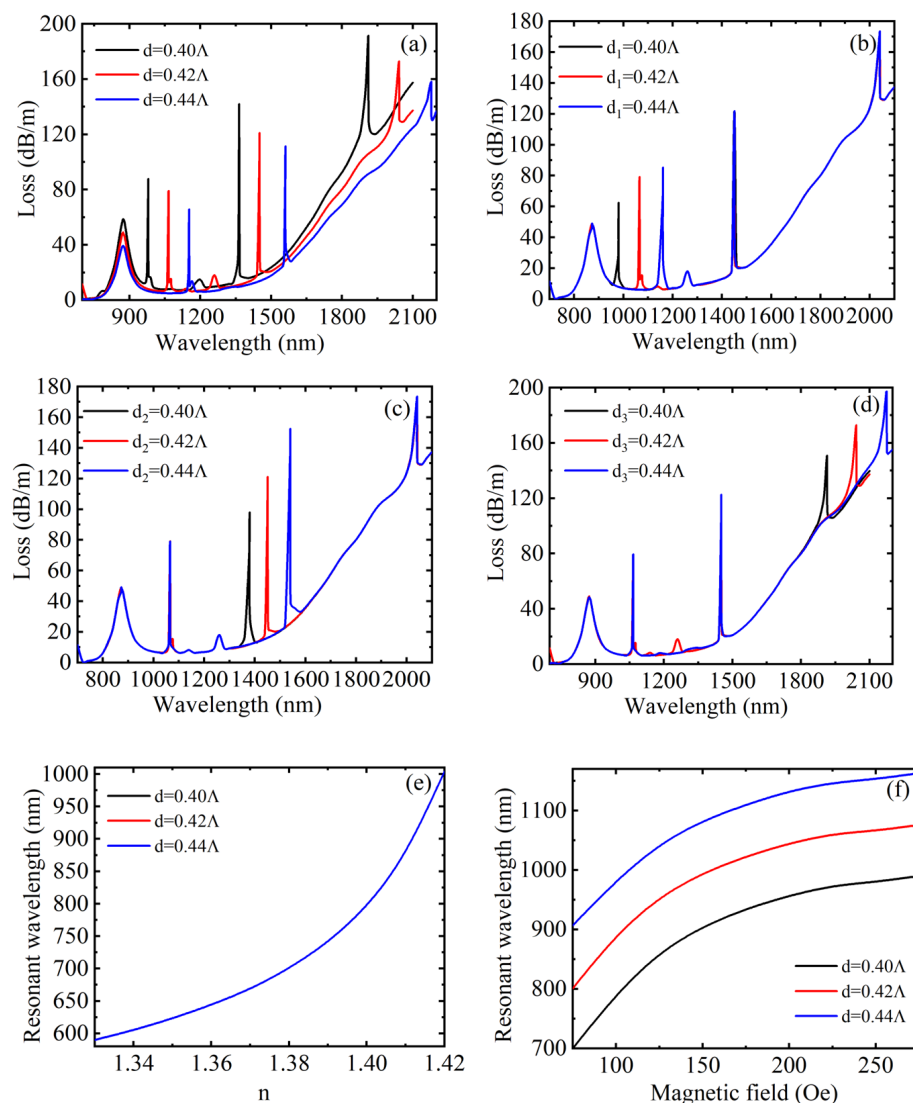 200
160
120
80
40
0
Loss (dB/m)
d=0.40Λ
d=0.42Λ
d=0.44Λ
(a)
900 1200 1500 1800 2100
Wavelength (nm)
180
160
140
120
100
80
60
40
20
0
Loss (dB/m)
d₁=0.40Λ
d₁=0.42Λ
d₁=0.44Λ
(b)
800 1000 1200 1400 1600 1800 2000
Wavelength (nm)
180
160
140
120
100
80
60
40
20
0
Loss (dB/m)
d₂=0.40Λ
d₂=0.42Λ
d₂=0.44Λ
(c)
800 1000 1200 1400 1600 1800 2000
Wavelength (nm)
200
160
120
80
40
0
Loss (dB/m)
d₃=0.40Λ
d₃=0.42Λ
d₃=0.44Λ
(d)
900 1200 1500 1800 2100
Wavelength (nm)
1000
950
900
850
800
750
700
650
600
Resonant wavelength (nm)
d=0.40Λ
d=0.42Λ
d=0.44Λ
(e)
1.34 1.36 1.38 1.40 1.42
n
1100
1000
900
800
700
Resonant wavelength (nm)
(f)
d=0.40Λ
d=0.42Λ
d=0.44Λ
100 150 200 250
Magnetic field (Oe)